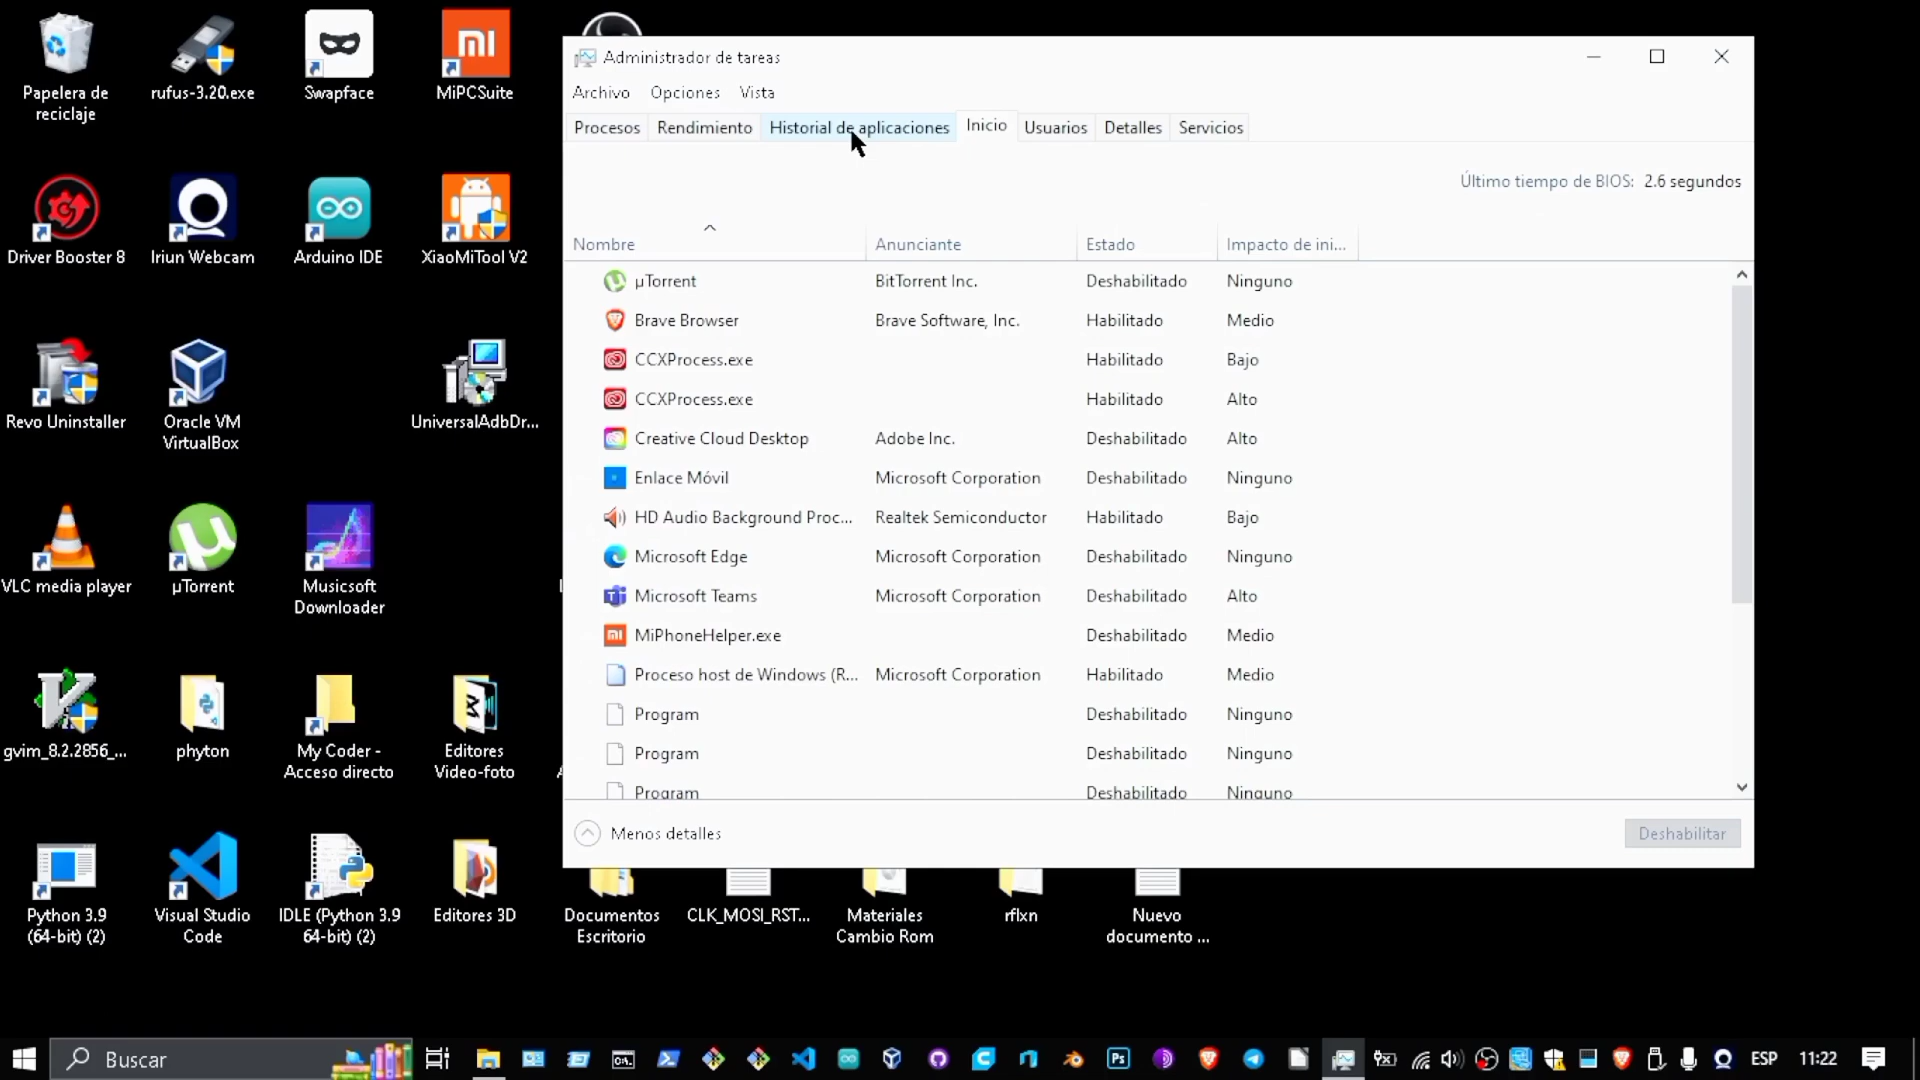 Papelera de
reciclaje
rufus-3.20.exe
Swapface
MiPCSuite
Driver Booster 8
Iriun Webcam
Arduino IDE
XiaoMiTool V2
Revo Uninstaller
Oracle VM
VirtualBox
UniversalAdbDr...
VLC media player
µTorrent
Musicsoft
Downloader
gvim_8.2.2856_...
phyton
My Coder -
Acceso directo
Editores
Video-foto
Python 3.9
(64-bit) (2)
Visual Studio
Code
IDLE (Python 3.9
64-bit) (2)
Editores 3D
Documentos
Escritorio
CLK_MOSI_RST...
Materiales
Cambio Rom
rflxn
Nuevo
documento ...
Administrador de tareas
Archivo Opciones Vista
Procesos Rendimiento Historial de aplicaciones Inicio Usuarios Detalles Servicios
Último tiempo de BIOS: 2.6 segundos
Nombre Anunciante Estado Impacto de ini...
µTorrent BitTorrent Inc. Deshabilitado Ninguno
Brave Browser Brave Software, Inc. Habilitado Medio
CCXProcess.exe Habilitado Bajo
CCXProcess.exe Habilitado Alto
Creative Cloud Desktop Adobe Inc. Deshabilitado Alto
Enlace Móvil Microsoft Corporation Deshabilitado Ninguno
HD Audio Background Proc... Realtek Semiconductor Habilitado Bajo
Microsoft Edge Microsoft Corporation Deshabilitado Ninguno
Microsoft Teams Microsoft Corporation Deshabilitado Alto
MiPhoneHelper.exe Deshabilitado Medio
Proceso host de Windows (R... Microsoft Corporation Habilitado Medio
Program Deshabilitado Ninguno
Program Deshabilitado Ninguno
Program Deshabilitado Ninguno
Menos detalles
Deshabilitar
Buscar
Ps
ESP
11:22